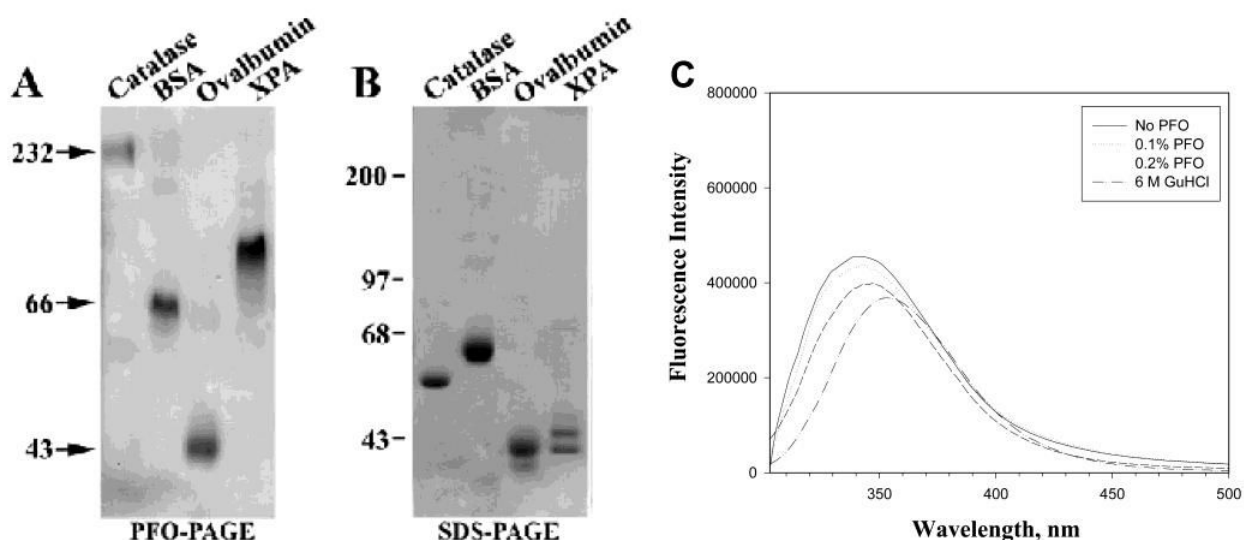 A
Catalase
BSA
Ovalbumin
XPA
232
66
43
PFO-PAGE
B
Catalase
BSA
Ovalbumin
XPA
200
97
68
43
SDS-PAGE
C
Fluorescence Intensity
800000
600000
400000
200000
0
No PFO
0.1% PFO
0.2% PFO
6 M GuHCl
350
400
450
500
Wavelength, nm